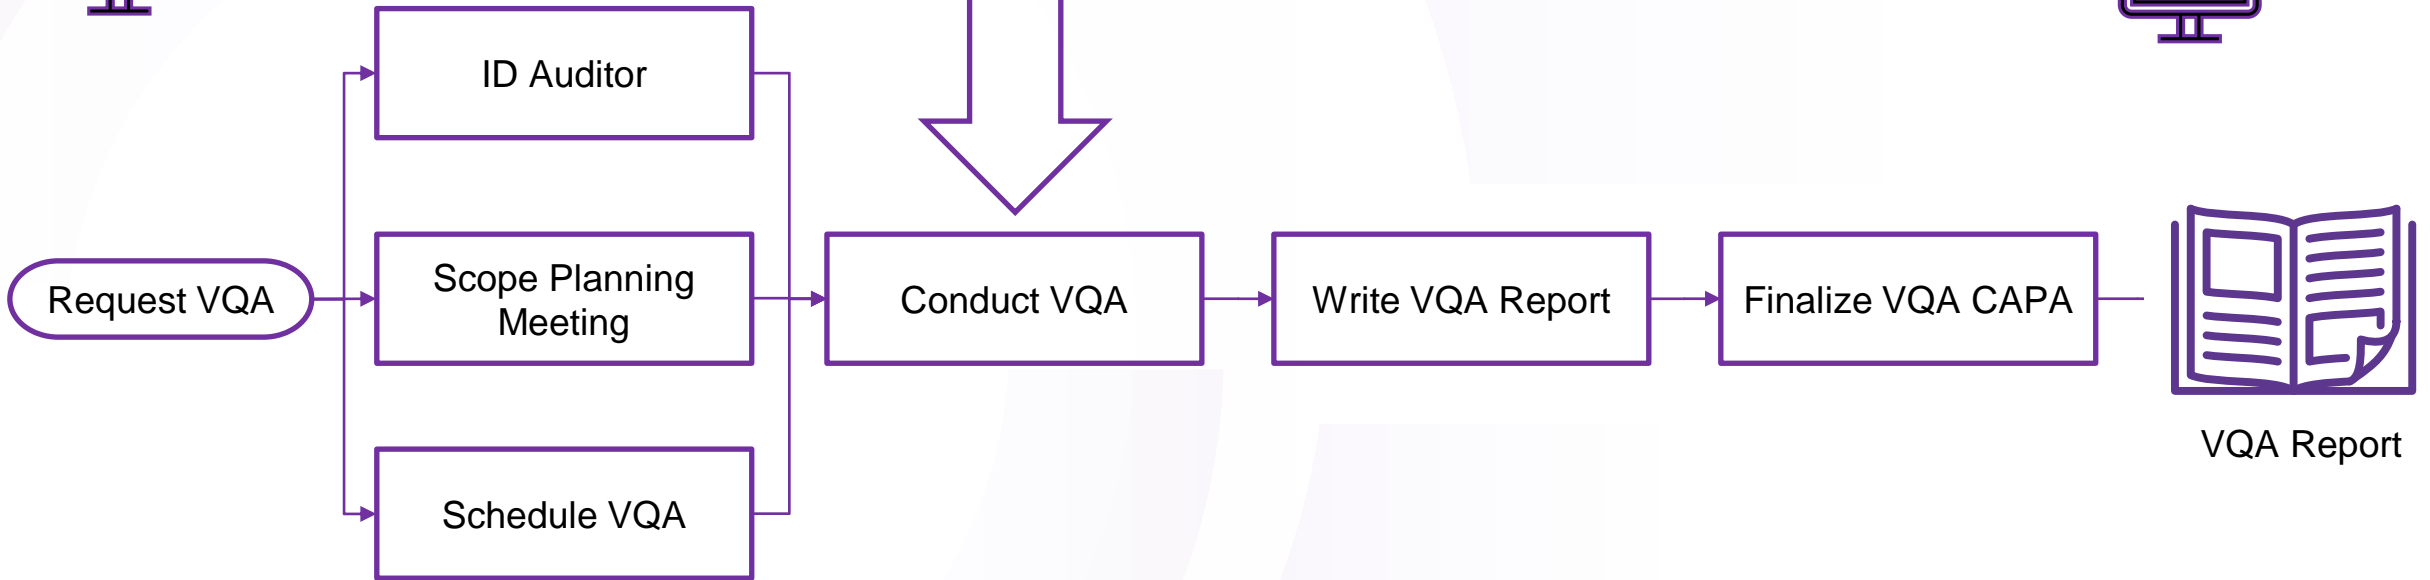 ID Auditor
Request VQA
Scope Planning
Meeting
Schedule VQA
Conduct VQA
Write VQA Report
Finalize VQA CAPA
VQA Report